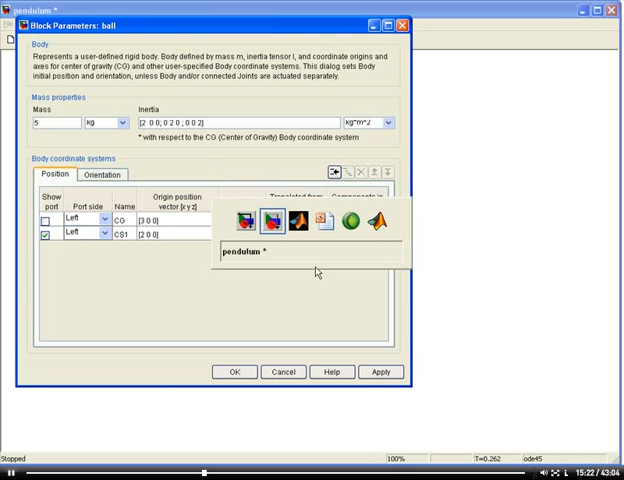 pendulum *
Block Parameters: ball
Body
Represents a user-defined rigid body. Body defined by mass m, inertia tensor I, and coordinate origins and
axes for center of gravity (CG) and other user-specified Body coordinate systems. This dialog sets Body
initial position and orientation, unless Body and/or connected Joints are actuated separately.
Mass properties
Mass Inertia
5 kg [2 0 0; 0 2 0 ; 0 0 2] kg*m^2
* with respect to the CG (Center of Gravity) Body coordinate system
Body coordinate systems
Position Orientation
Show Origin position Translated from Components in
port Port side Name vector [x y z]
Left CG [3 0 0]
Left CS1 [2 0 0]
pendulum *
OK Cancel Help Apply
Stopped 100% T=0.262 ode45
15:22 / 43:04